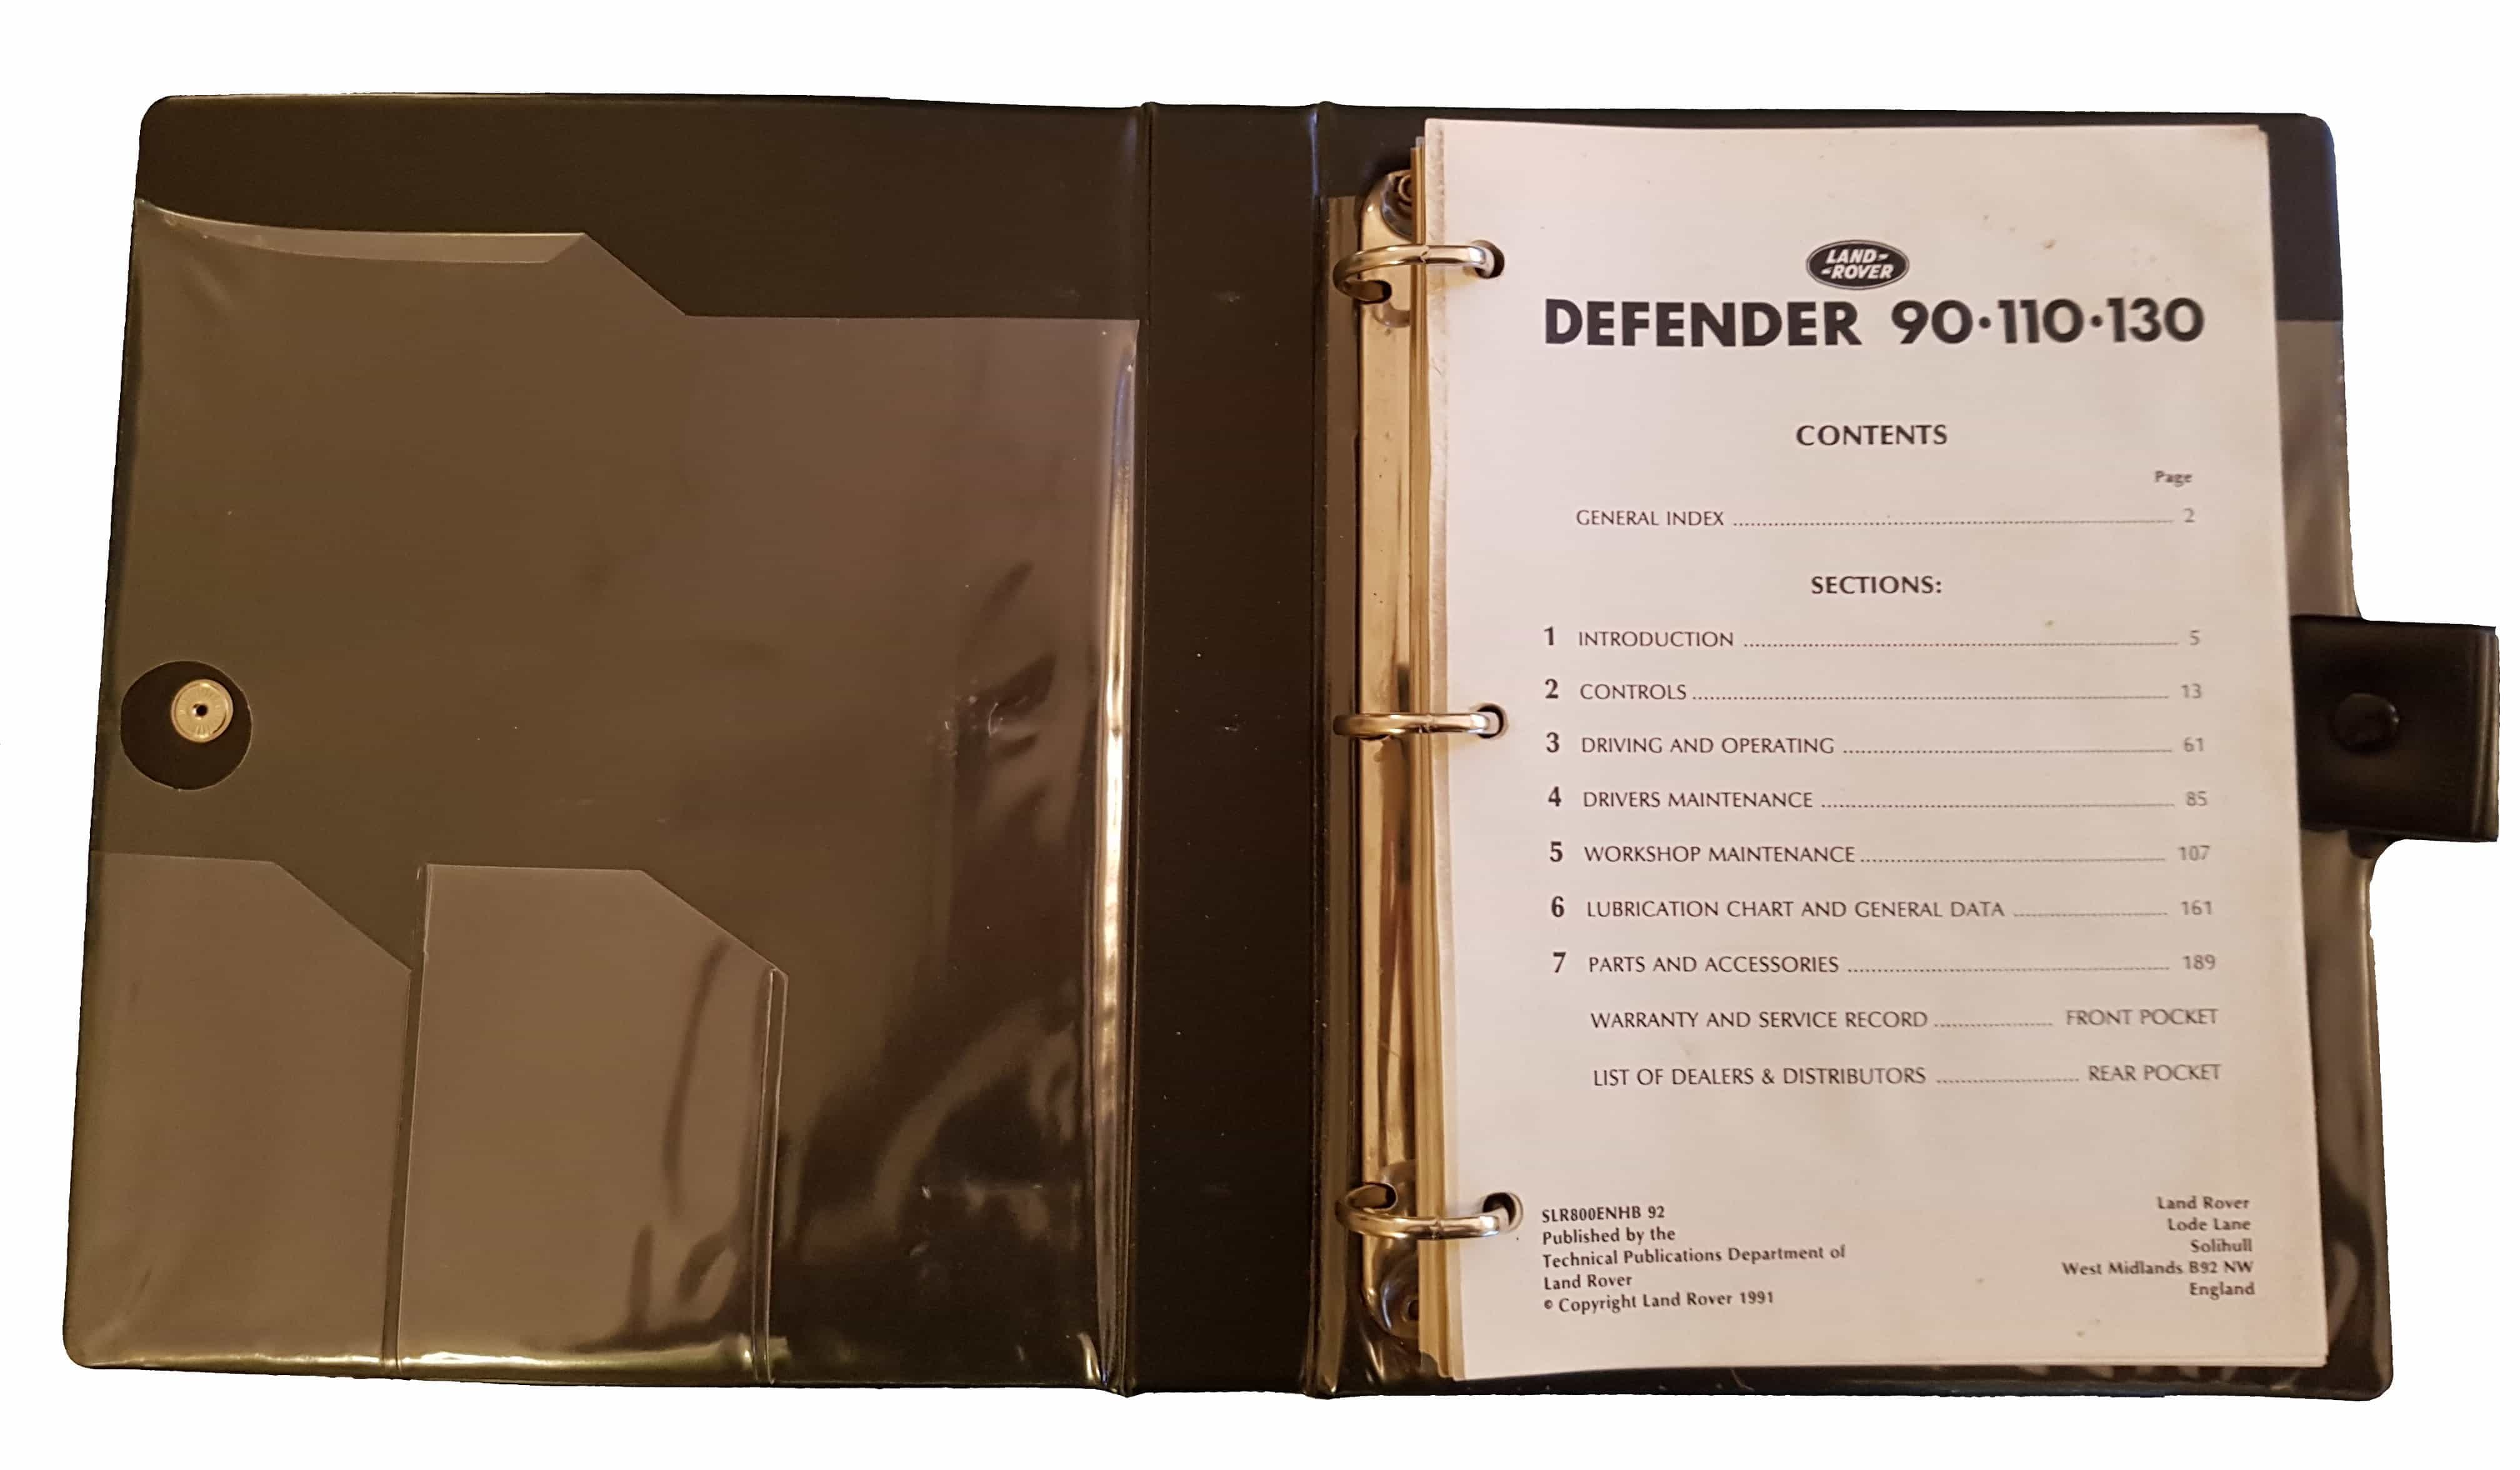 LAND-
-ROVER
DEFENDER 90·110·130
CONTENTS
Page
GENERAL INDEX ........ 2
SECTIONS:
1 INTRODUCTION ........ 5
2 CONTROLS ........ 13
3 DRIVING AND OPERATING ........ 61
4 DRIVERS MAINTENANCE ........ 85
5 WORKSHOP MAINTENANCE ........ 107
6 LUBRICATION CHART AND GENERAL DATA ........ 161
7 PARTS AND ACCESSORIES ........ 189
WARRANTY AND SERVICE RECORD ........ FRONT POCKET
LIST OF DEALERS & DISTRIBUTORS ........ REAR POCKET
SLR800ENHB 92
Published by the
Technical Publications Department of
Land Rover
© Copyright Land Rover 1991
Land Rover
Lode Lane
Solihull
West Midlands B92 NW
England